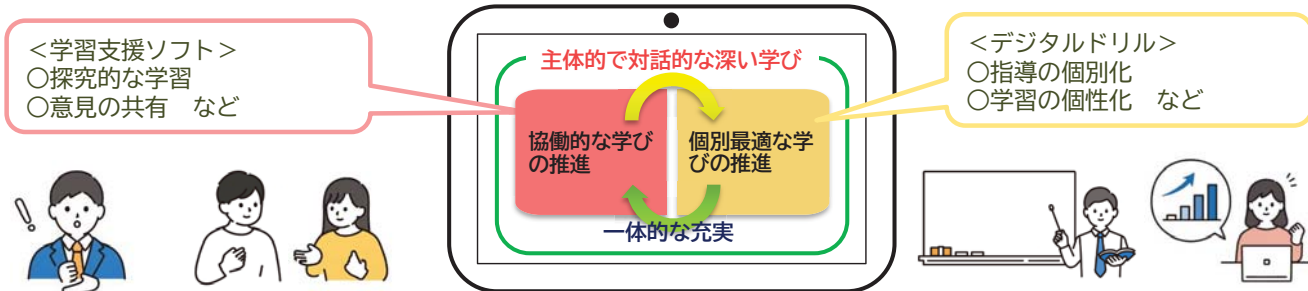 ＜学習支援ソフト＞
○探究的な学習
○意見の共有　など
主体的で対話的な深い学び
協働的な学び
の推進
個別最適な学
びの推進
一体的な充実
＜デジタルドリル＞
○指導の個別化
○学習の個性化　など